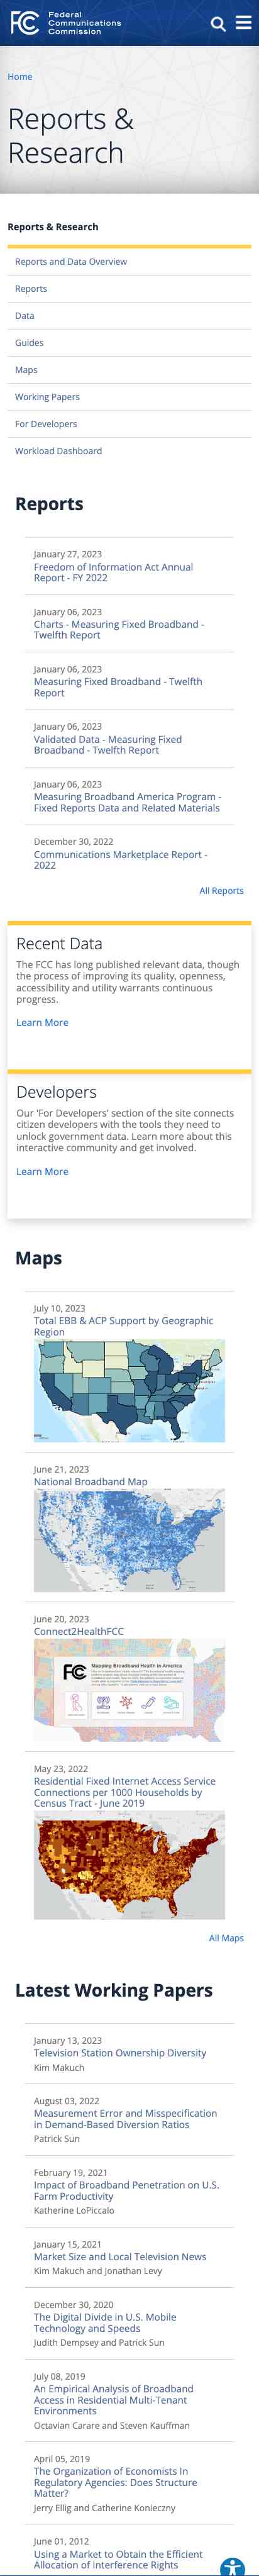 FCC
Federal
Communications
Commission
Home
Reports &
Research
Reports & Research
Reports and Data Overview
Reports
Data
Guides
Maps
Working Papers
For Developers
Workload Dashboard
Reports
January 27, 2023
Freedom of Information Act Annual
Report - FY 2022
January 06, 2023
Charts - Measuring Fixed Broadband -
Twelfth Report
January 06, 2023
Measuring Fixed Broadband - Twelfth
Report
January 06, 2023
Validated Data - Measuring Fixed
Broadband - Twelfth Report
January 06, 2023
Measuring Broadband America Program -
Fixed Reports Data and Related Materials
December 30, 2022
Communications Marketplace Report -
2022
All Reports
Recent Data
The FCC has long published relevant data, though
the process of improving its quality, openness,
accessibility and utility warrants continuous
progress.
Learn More
Developers
Our 'For Developers' section of the site connects
citizen developers with the tools they need to
unlock government data. Learn more about this
interactive community and get involved.
Learn More
Maps
July 10, 2023
Total EBB & ACP Support by Geographic
Region
June 21, 2023
National Broadband Map
June 20, 2023
Connect2HealthFCC
FCC
Mapping Broadband Health in America
May 23, 2022
Residential Fixed Internet Access Service
Connections per 1000 Households by
Census Tract - June 2019
All Maps
Latest Working Papers
January 13, 2023
Television Station Ownership Diversity
Kim Makuch
August 03, 2022
Measurement Error and Misspecification
in Demand-Based Diversion Ratios
Patrick Sun
February 19, 2021
Impact of Broadband Penetration on U.S.
Farm Productivity
Katherine LoPiccalo
January 15, 2021
Market Size and Local Television News
Kim Makuch and Jonathan Levy
December 30, 2020
The Digital Divide in U.S. Mobile
Technology and Speeds
Judith Dempsey and Patrick Sun
July 08, 2019
An Empirical Analysis of Broadband
Access in Residential Multi-Tenant
Environments
Octavian Carare and Steven Kauffman
April 05, 2019
The Organization of Economists In
Regulatory Agencies: Does Structure
Matter?
Jerry Ellig and Catherine Konieczny
June 01, 2012
Using a Market to Obtain the Efficient
Allocation of Interference Rights